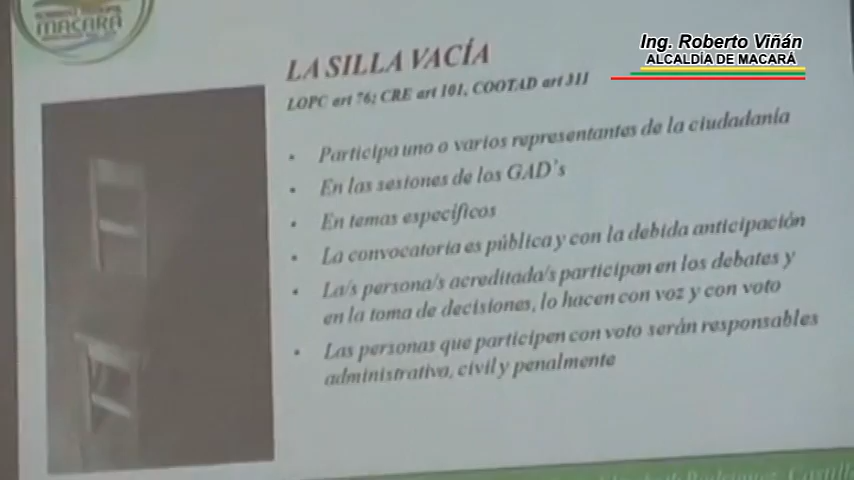 MACARÁ
Ing. Roberto Viñán
ALCALDÍA DE MACARÁ
LA SILLA VACÍA
LOPC art 76; CRE art 101, COOTAD art 311
• Participa uno o varios representantes de la ciudadanía
• En las sesiones de los GAD's
• En temas específicos
• La convocatoria es pública y con la debida anticipación
• La/s persona/s acreditada/s participan en los debates y
en la toma de decisiones, lo hacen con voz y con voto
• Las personas que participen con voto serán responsables
administrativa, civil y penalmente
Elizabeth Rodríguez Castillo